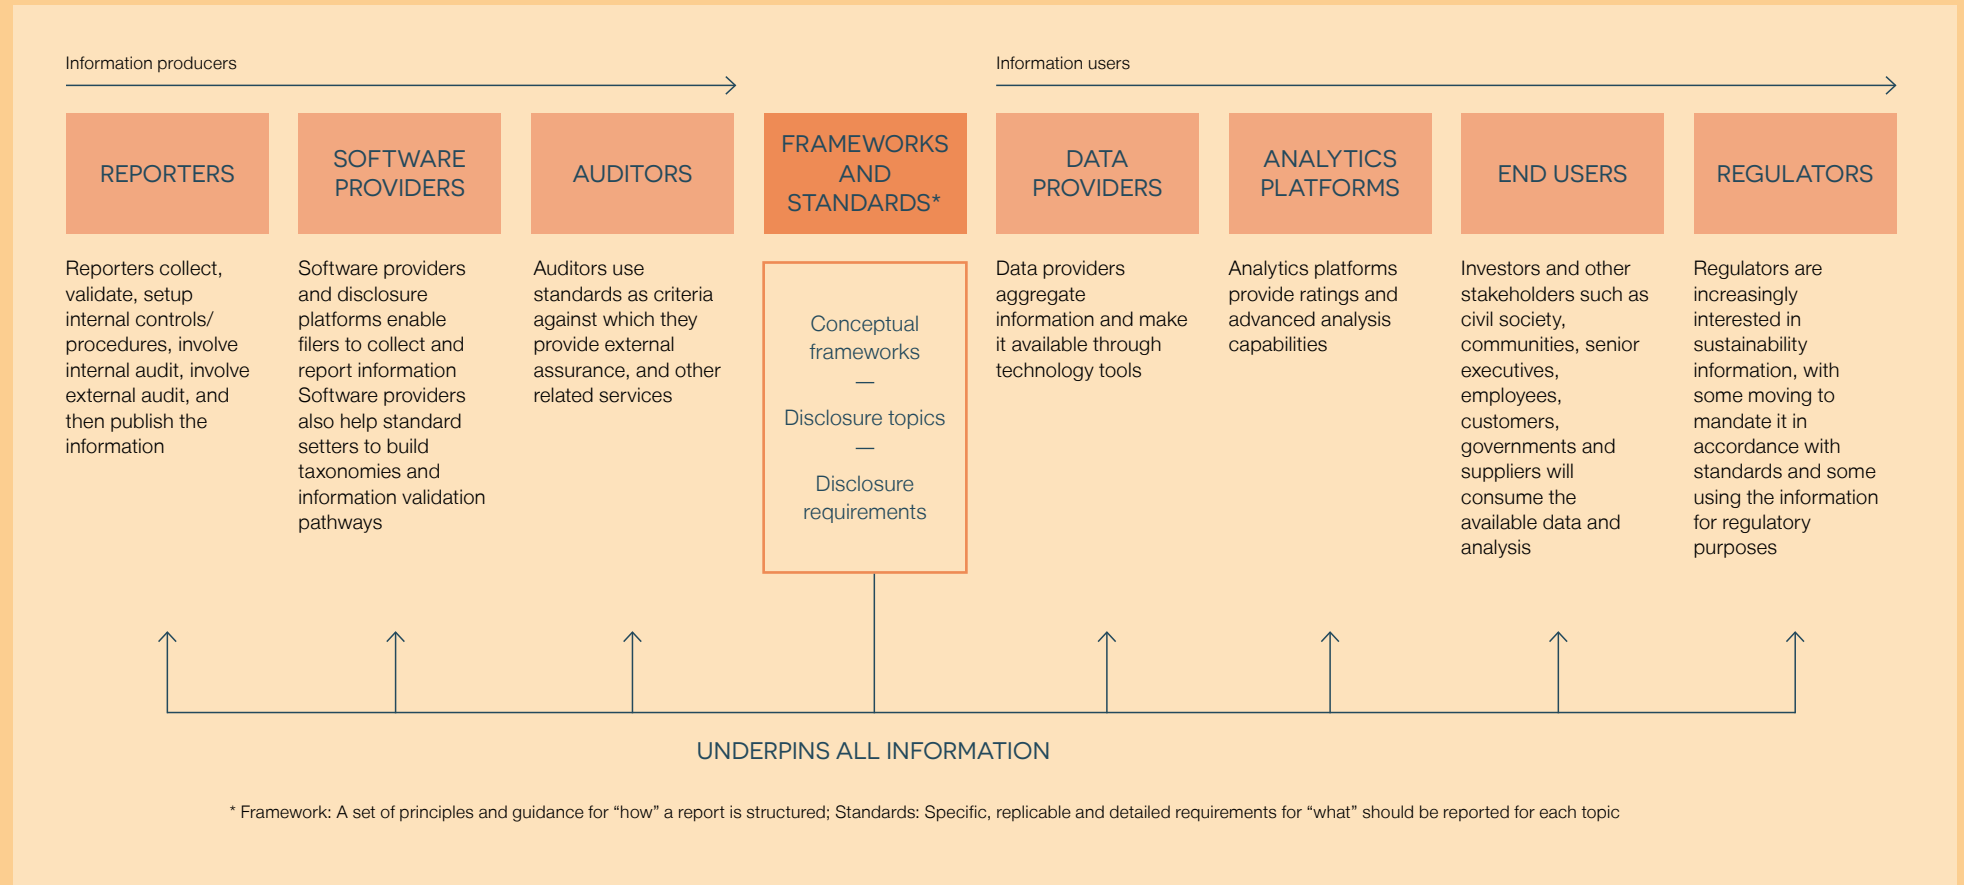 Information producers
Information users
REPORTERS
SOFTWARE
PROVIDERS
AUDITORS
FRAMEWORKS
AND
STANDARDS*
DATA
PROVIDERS
ANALYTICS
PLATFORMS
END USERS
REGULATORS
Reporters collect,
validate, setup
internal controls/
procedures, involve
internal audit, involve
external audit, and
then publish the
information
Software providers
and disclosure
platforms enable
filers to collect and
report information
Software providers
also help standard
setters to build
taxonomies and
information validation
pathways
Auditors use
standards as criteria
against which they
provide external
assurance, and other
related services
Conceptual
frameworks
—
Disclosure topics
—
Disclosure
requirements
Data providers
aggregate
information and make
it available through
technology tools
Analytics platforms
provide ratings and
advanced analysis
capabilities
Investors and other
stakeholders such as
civil society,
communities, senior
executives,
employees,
customers,
governments and
suppliers will
consume the
available data and
analysis
Regulators are
increasingly
interested in
sustainability
information, with
some moving to
mandate it in
accordance with
standards and some
using the information
for regulatory
purposes
UNDERPINS ALL INFORMATION
* Framework: A set of principles and guidance for “how” a report is structured; Standards: Specific, replicable and detailed requirements for “what” should be reported for each topic